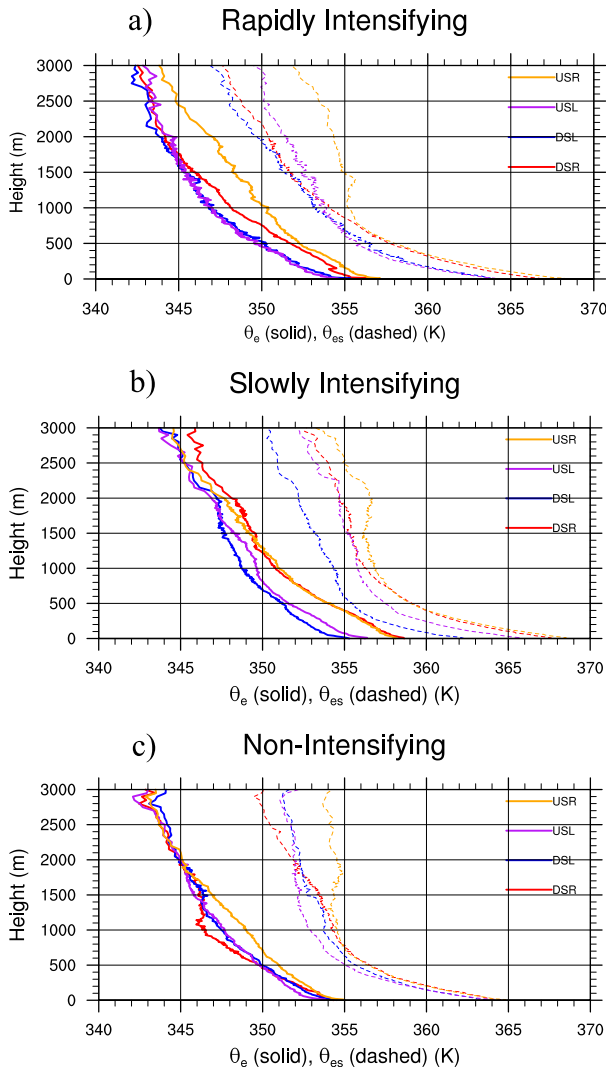 a) Rapidly Intensifying
3000
2500
2000
1500
1000
500
0
Height (m)
USR
USL
DSL
DSR
340 345 350 355 360 365 370
θe (solid), θes (dashed) (K)
b) Slowly Intensifying
3000
2500
2000
1500
1000
500
0
Height (m)
USR
USL
DSL
DSR
340 345 350 355 360 365 370
θe (solid), θes (dashed) (K)
c) Non-Intensifying
3000
2500
2000
1500
1000
500
0
Height (m)
USR
USL
DSL
DSR
340 345 350 355 360 365 370
θe (solid), θes (dashed) (K)